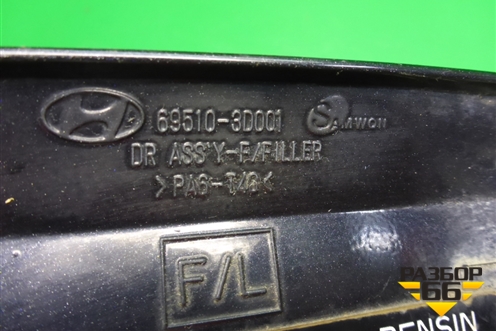 69510-3D001 SAMWON
DR ASS'Y-F/FILLER
>PA6-T40<
F/L
РАЗБОР
66
BENSIN